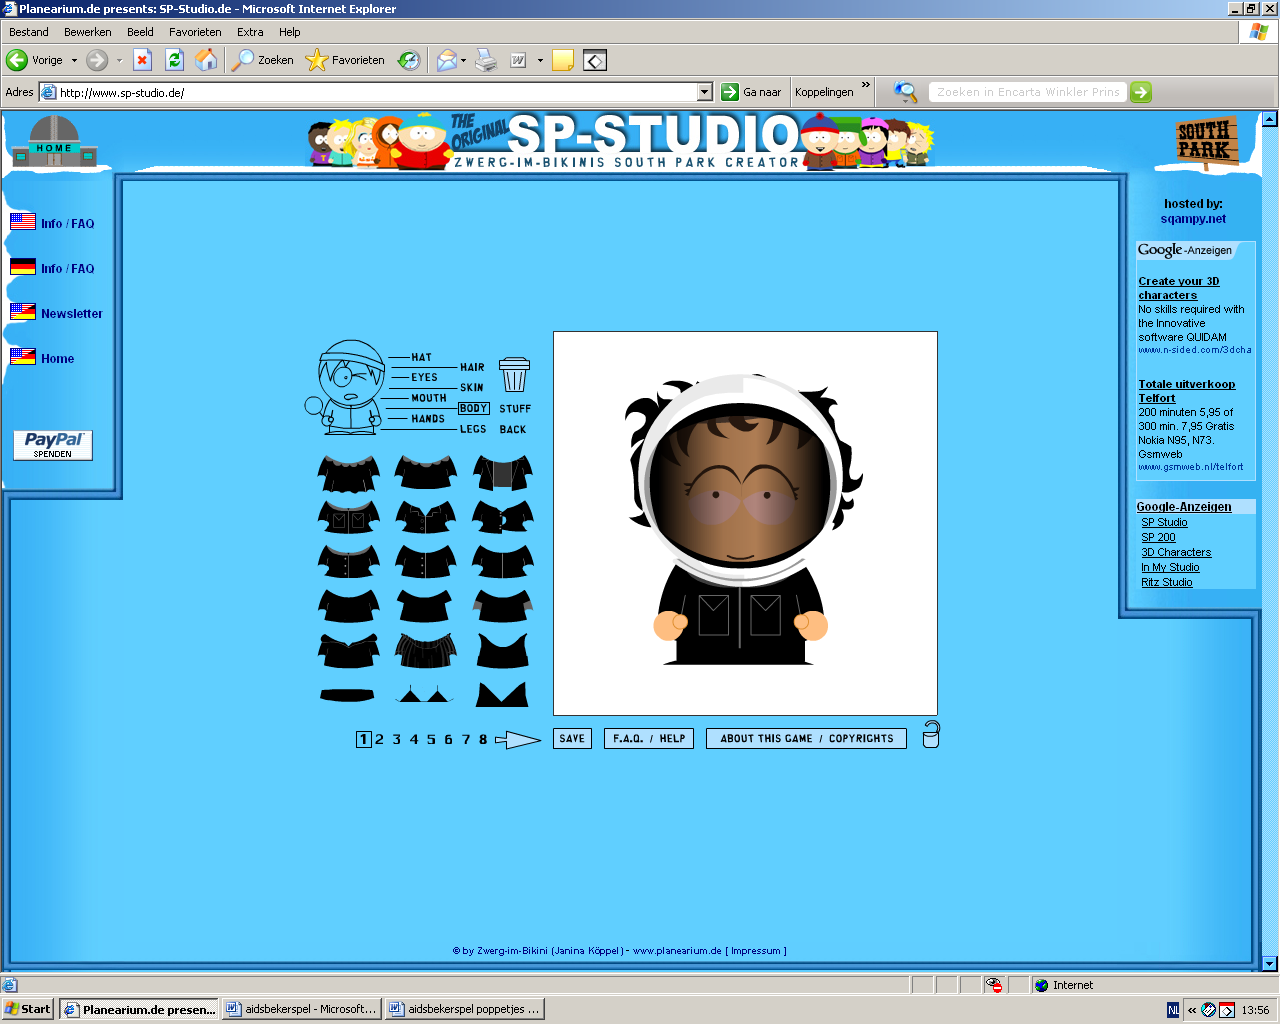 Planearium.de presents: SP-Studio.de - Microsoft Internet Explorer
Bestand Bewerken Beeld Favorieten Extra Help
Vorige Zoeken Favorieten
Adres http://www.sp-studio.de/ Ga naar Koppelingen » Zoeken in Encarta Winkler Prins
HOME
THE ORIGINAL SP-STUDIO
ZWERG-IM-BIKINIS SOUTH PARK CREATOR
SOUTH PARK
Info / FAQ
Info / FAQ
Newsletter
Home
PayPal
SPENDEN
HAT
HAIR
EYES
SKIN
MOUTH
BODY STUFF
HANDS
LEGS BACK
1 2 3 4 5 6 7 8
SAVE F.A.Q. / HELP ABOUT THIS GAME / COPYRIGHTS
hosted by:
sqampy.net
Google-Anzeigen
Create your 3D
characters
No skills required with
the Innovative
software QUIDAM
www.n-sided.com/3dcha
Totale uitverkoop
Telfort
200 minuten 5,95 of
300 min. 7,95 Gratis
Nokia N95, N73.
Gsmweb
www.gsmweb.nl/telfort
Google-Anzeigen
SP Studio
SP 200
3D Characters
In My Studio
Ritz Studio
© by Zwerg-im-Bikini (Janina Köppel) - www.planearium.de [ Impressum ]
Internet
Start Planearium.de presen... aidsbekerspel - Microsoft... aidsbekerspel poppetjes ... NL « 13:56